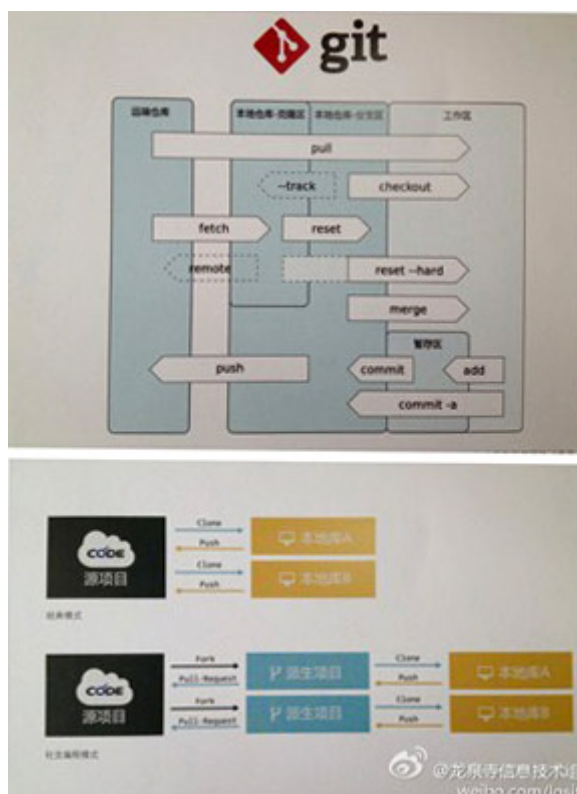 git
远端仓库
本地仓库-跟踪区
本地仓库-分支区
工作区
pull
--track
checkout
fetch
reset
remote
reset --hard
merge
暂存区
push
commit
add
commit -a
CODE
源项目
Clone
Push
本地库A
Clone
Push
本地库B
经典模式
CODE
源项目
Fork
Pull-Request
派生项目
Clone
Push
本地库A
Fork
Pull-Request
派生项目
Clone
Push
本地库B
社交编程模式
@龙泉寺信息技术